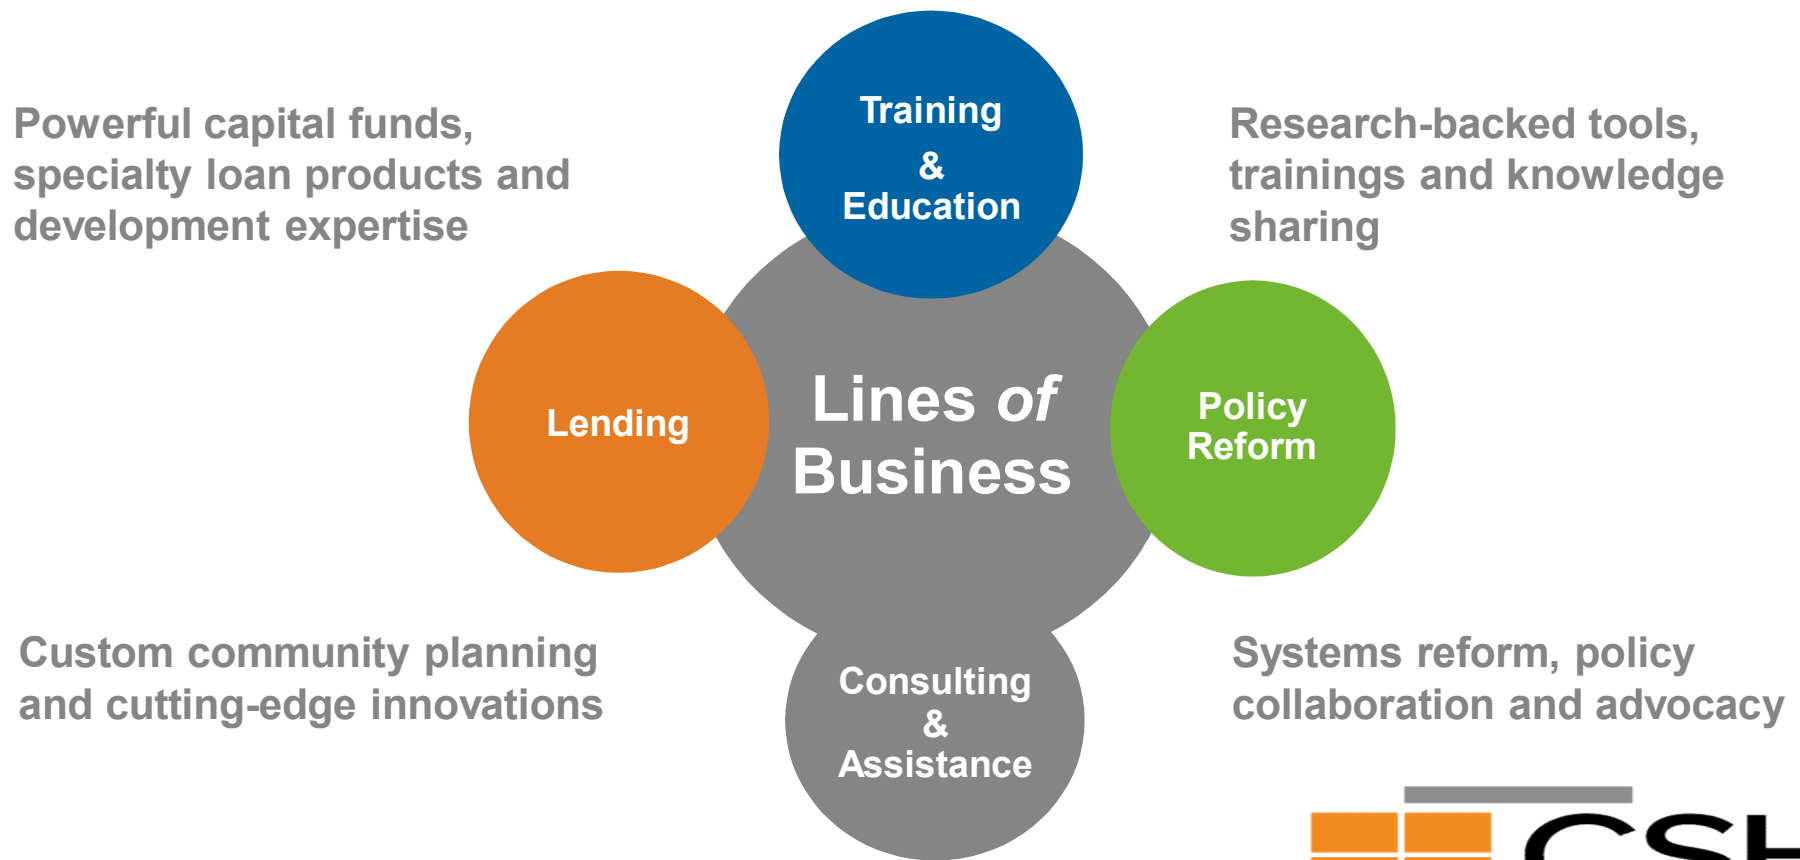 Training
&
Education
Powerful capital funds,
specialty loan products and
development expertise
Research-backed tools,
trainings and knowledge
sharing
Lending
Lines of
Business
Policy
Reform
Custom community planning
and cutting-edge innovations
Consulting
&
Assistance
Systems reform, policy
collaboration and advocacy
CSH